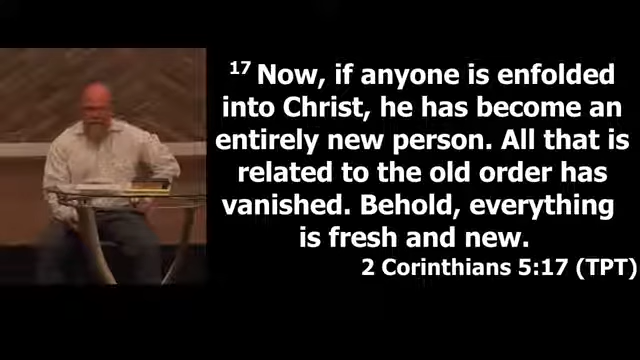 17 Now, if anyone is enfolded
into Christ, he has become an
entirely new person. All that is
related to the old order has
vanished. Behold, everything
is fresh and new.
2 Corinthians 5:17 (TPT)